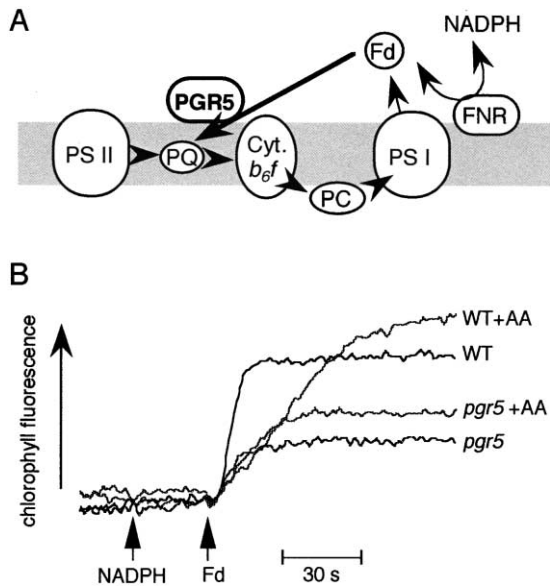 A
NADPH
Fd
PGR5
FNR
PS II
PQ
Cyt.
b6f
PS I
PC
B
chlorophyll fluorescence
WT+AA
WT
pgr5 +AA
pgr5
NADPH
Fd
30 s